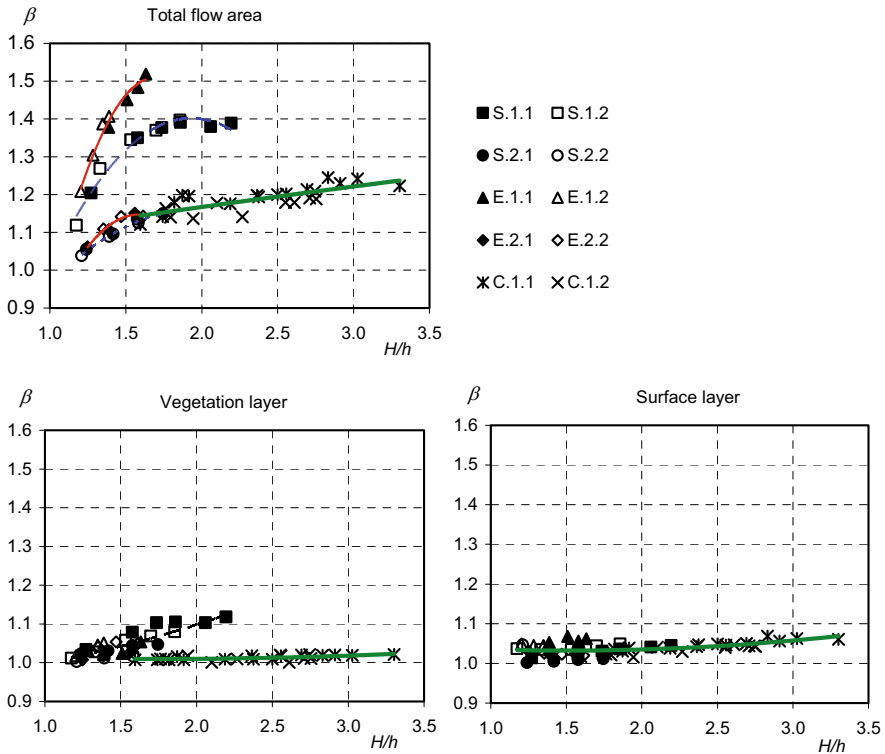 β Total flow area
1.6
1.5
1.4
1.3
1.2
1.1
1.0
0.9
1.0 1.5 2.0 2.5 3.0 3.5
H/h
S.1.1 S.1.2
S.2.1 S.2.2
E.1.1 E.1.2
E.2.1 E.2.2
C.1.1 C.1.2
β Vegetation layer
1.6
1.5
1.4
1.3
1.2
1.1
1.0
0.9
1.0 1.5 2.0 2.5 3.0 3.5
H/h
β Surface layer
1.6
1.5
1.4
1.3
1.2
1.1
1.0
0.9
1.0 1.5 2.0 2.5 3.0 3.5
H/h